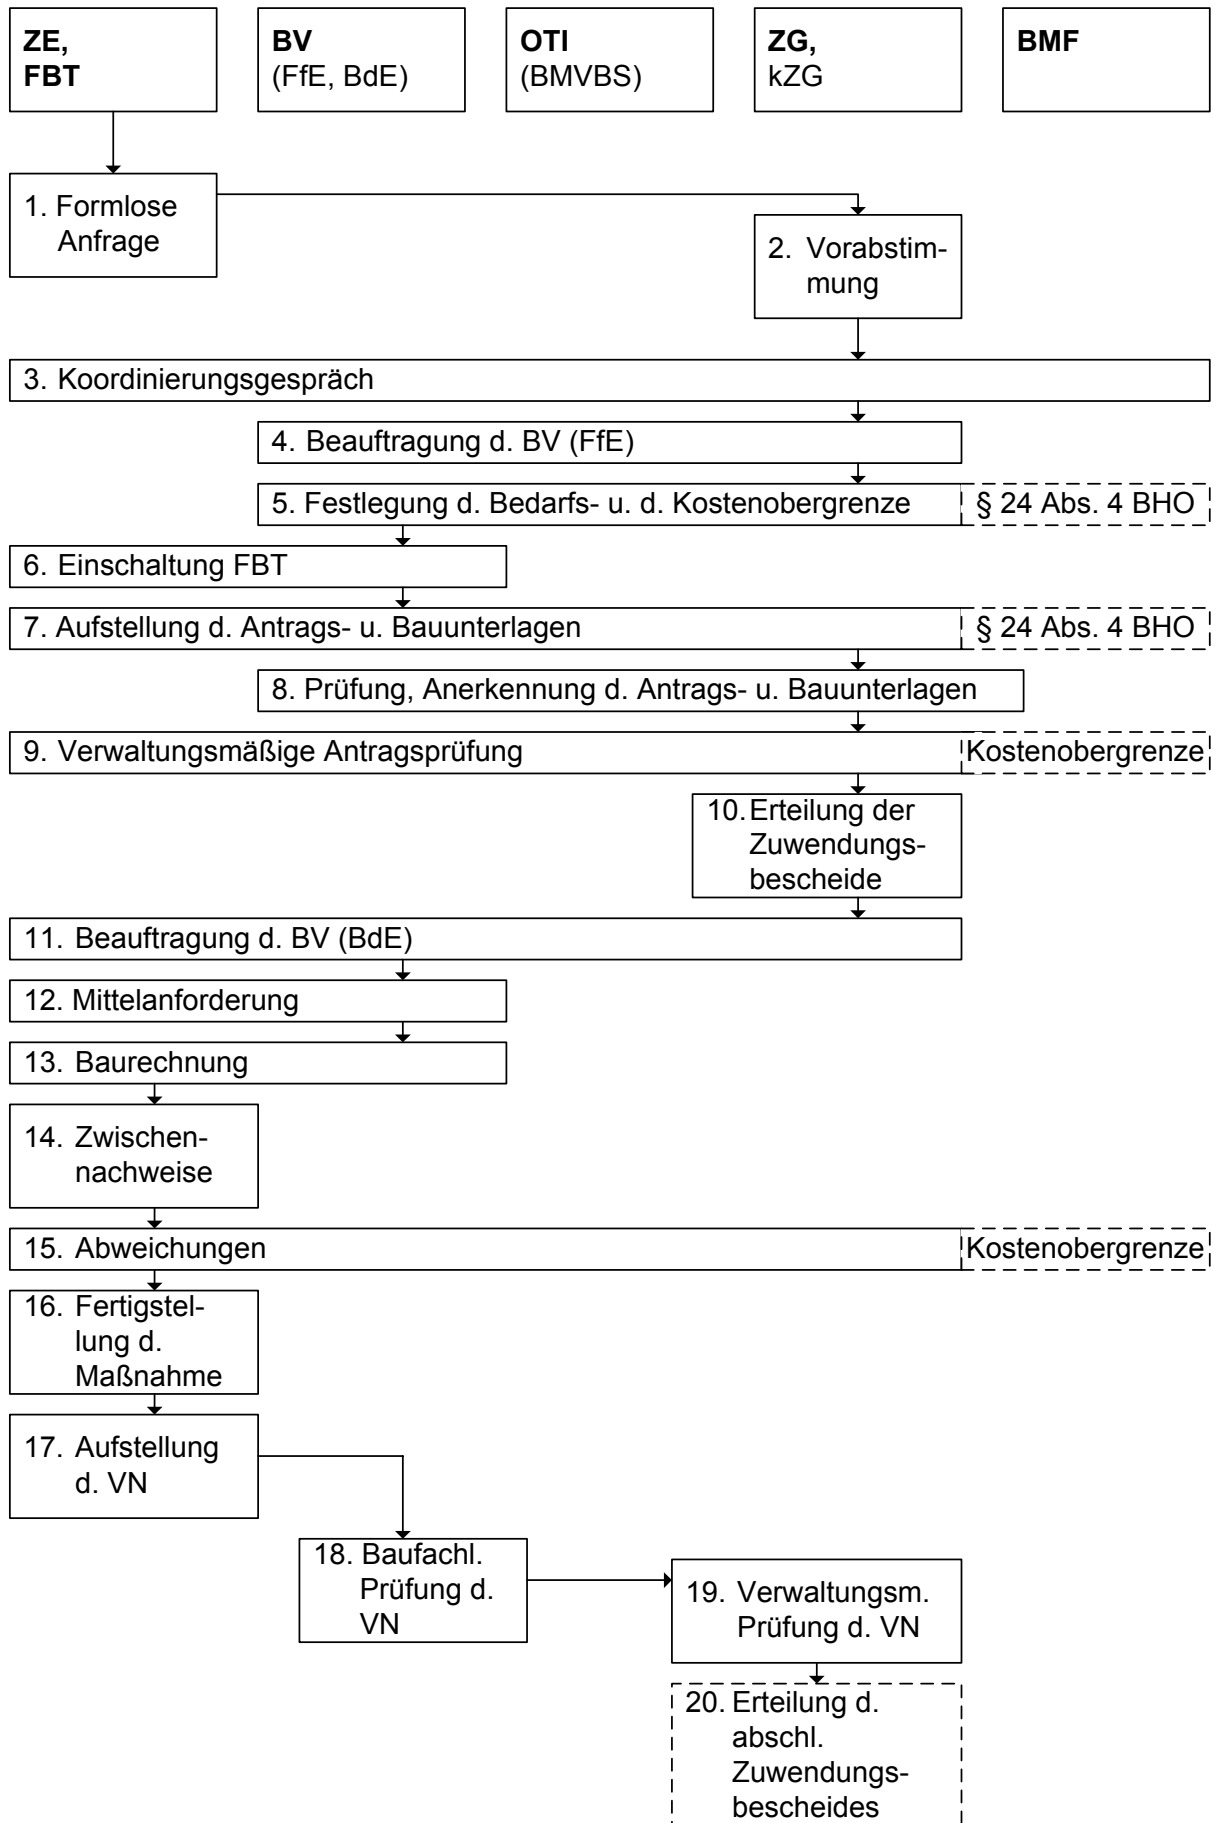 ZE,
FBT
BV
(FfE, BdE)
OTI
(BMVBS)
ZG,
kZG
BMF
1. Formlose
Anfrage
2. Vorabstim-
mung
3. Koordinierungsgespräch
4. Beauftragung d. BV (FfE)
5. Festlegung d. Bedarfs- u. d. Kostenobergrenze
§ 24 Abs. 4 BHO
6. Einschaltung FBT
7. Aufstellung d. Antrags- u. Bauunterlagen
§ 24 Abs. 4 BHO
8. Prüfung, Anerkennung d. Antrags- u. Bauunterlagen
9. Verwaltungsmäßige Antragsprüfung
Kostenobergrenze
10. Erteilung der
Zuwendungs-
bescheide
11. Beauftragung d. BV (BdE)
12. Mittelanforderung
13. Baurechnung
14. Zwischen-
nachweise
15. Abweichungen
Kostenobergrenze
16. Fertigstel-
lung d.
Maßnahme
17. Aufstellung
d. VN
18. Baufachl.
Prüfung d.
VN
19. Verwaltungsm.
Prüfung d. VN
20. Erteilung d.
abschl.
Zuwendungs-
bescheides